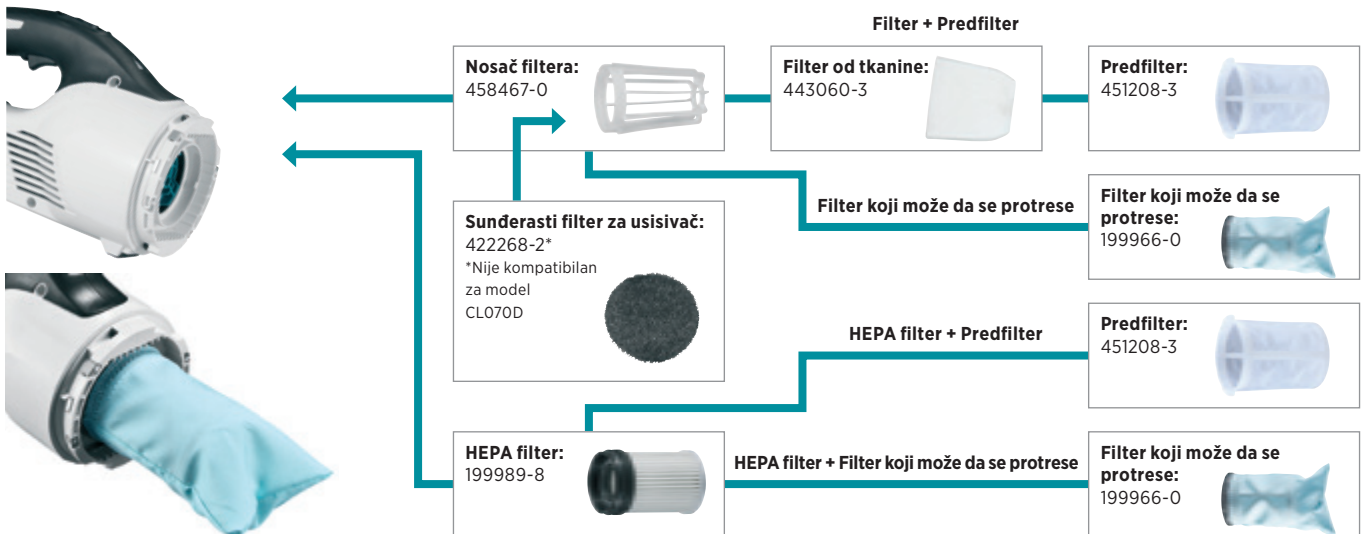 Filter + Predfilter
Nosač filtera:
458467-0
Filter od tkanine:
443060-3
Predfilter:
451208-3
Filter koji može da se protrese
Filter koji može da se
protrese:
199966-0
Sunđerasti filter za usisivač:
422268-2*
*Nije kompatibilan
za model
CL070D
HEPA filter + Predfilter
Predfilter:
451208-3
HEPA filter:
199989-8
HEPA filter + Filter koji može da se protrese
Filter koji može da se
protrese:
199966-0